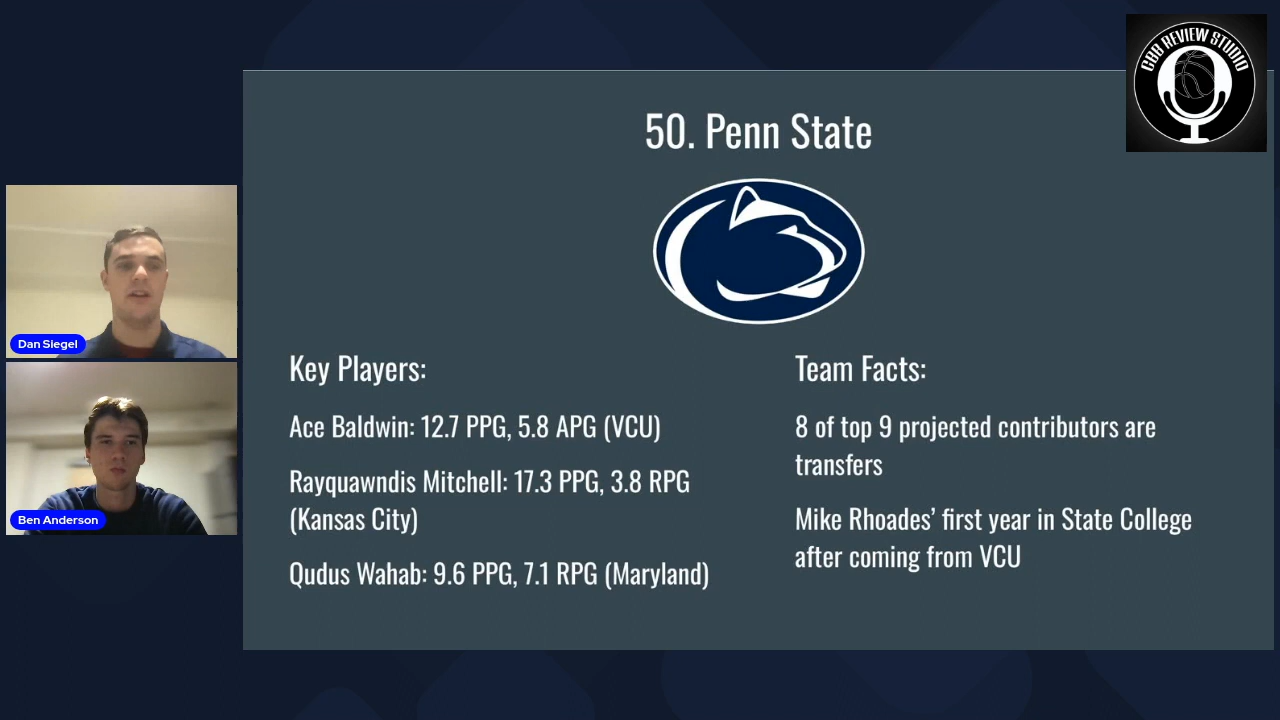 CBB REVIEW STUDIO
50. Penn State
Dan Siegel
Ben Anderson
Key Players:
Ace Baldwin: 12.7 PPG, 5.8 APG (VCU)
Rayquawndis Mitchell: 17.3 PPG, 3.8 RPG
(Kansas City)
Qudus Wahab: 9.6 PPG, 7.1 RPG (Maryland)
Team Facts:
8 of top 9 projected contributors are
transfers
Mike Rhoades’ first year in State College
after coming from VCU